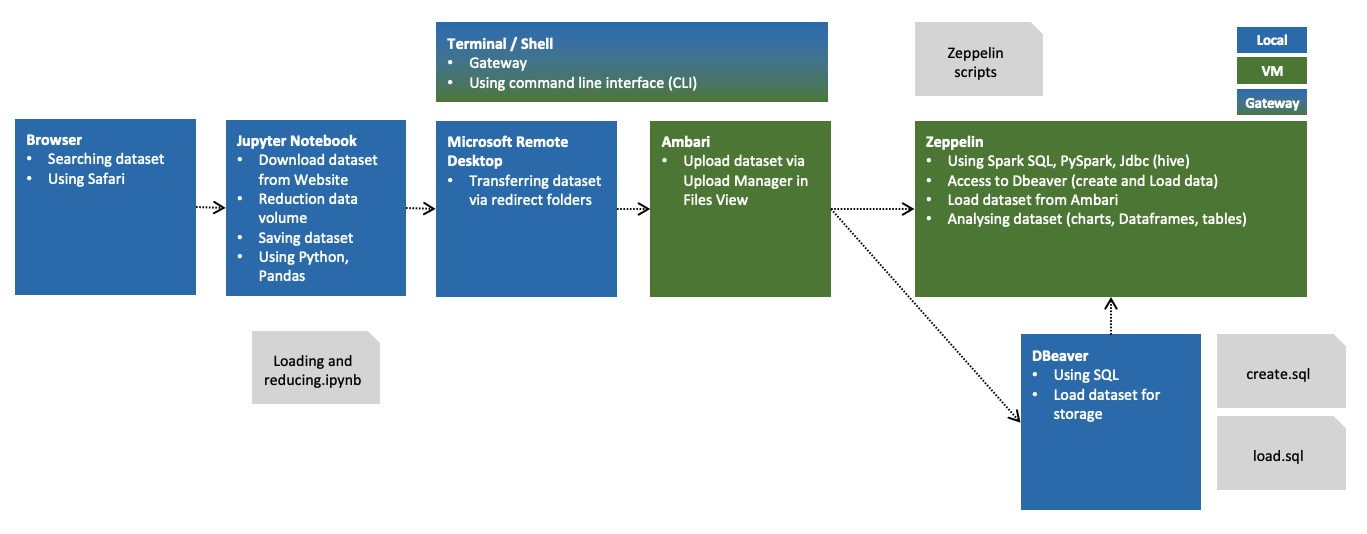 Terminal / Shell
• Gateway
• Using command line interface (CLI)
Zeppelin
scripts
Local
VM
Gateway
Browser
• Searching dataset
• Using Safari
Jupyter Notebook
• Download dataset
from Website
• Reduction data
volume
• Saving dataset
• Using Python,
Pandas
Microsoft Remote
Desktop
• Transferring dataset
via redirect folders
Ambari
• Upload dataset via
Upload Manager in
Files View
Zeppelin
• Using Spark SQL, PySpark, Jdbc (hive)
• Access to Dbeaver (create and Load data)
• Load dataset from Ambari
• Analysing dataset (charts, Dataframes, tables)
Loading and
reducing.ipynb
DBeaver
• Using SQL
• Load dataset for
storage
create.sql
load.sql